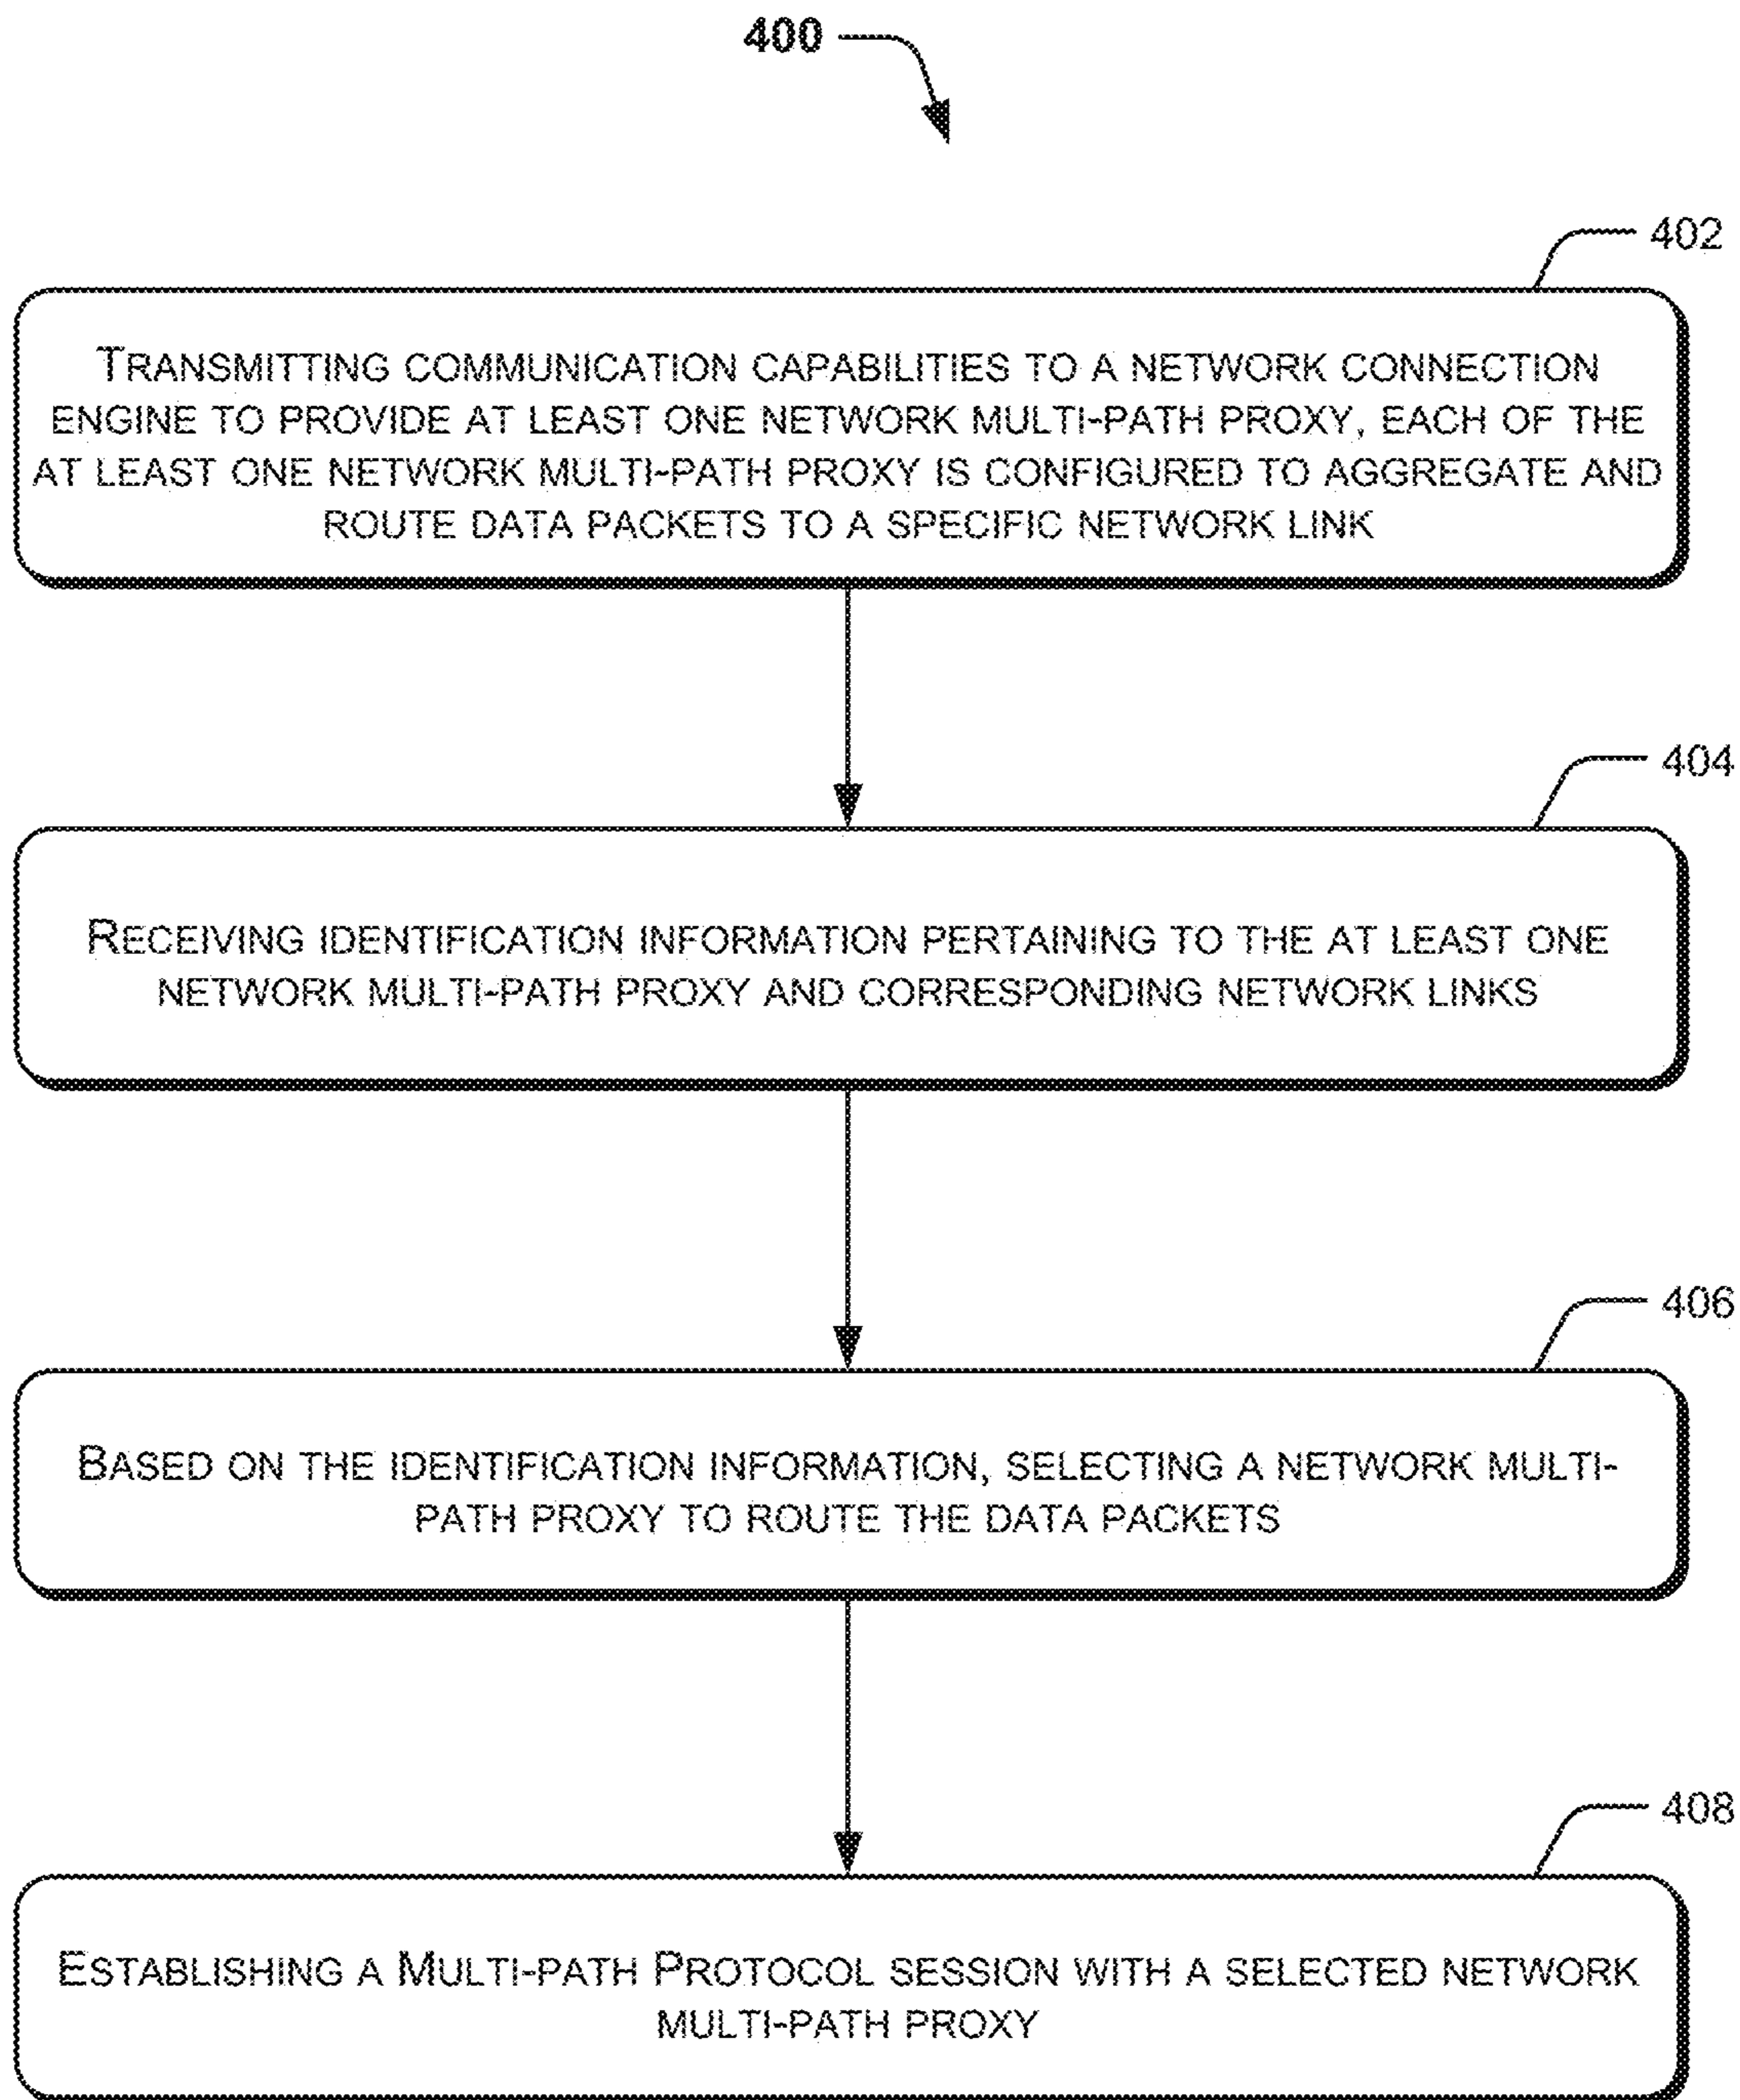 400
402
TRANSMITTING COMMUNICATION CAPABILITIES TO A NETWORK CONNECTION
ENGINE TO PROVIDE AT LEAST ONE NETWORK MULTI-PATH PROXY, EACH OF THE
AT LEAST ONE NETWORK MULTI-PATH PROXY IS CONFIGURED TO AGGREGATE AND
ROUTE DATA PACKETS TO A SPECIFIC NETWORK LINK
404
RECEIVING IDENTIFICATION INFORMATION PERTAINING TO THE AT LEAST ONE
NETWORK MULTI-PATH PROXY AND CORRESPONDING NETWORK LINKS
406
BASED ON THE IDENTIFICATION INFORMATION, SELECTING A NETWORK MULTI-
PATH PROXY TO ROUTE THE DATA PACKETS
408
ESTABLISHING A MULTI-PATH PROTOCOL SESSION WITH A SELECTED NETWORK
MULTI-PATH PROXY